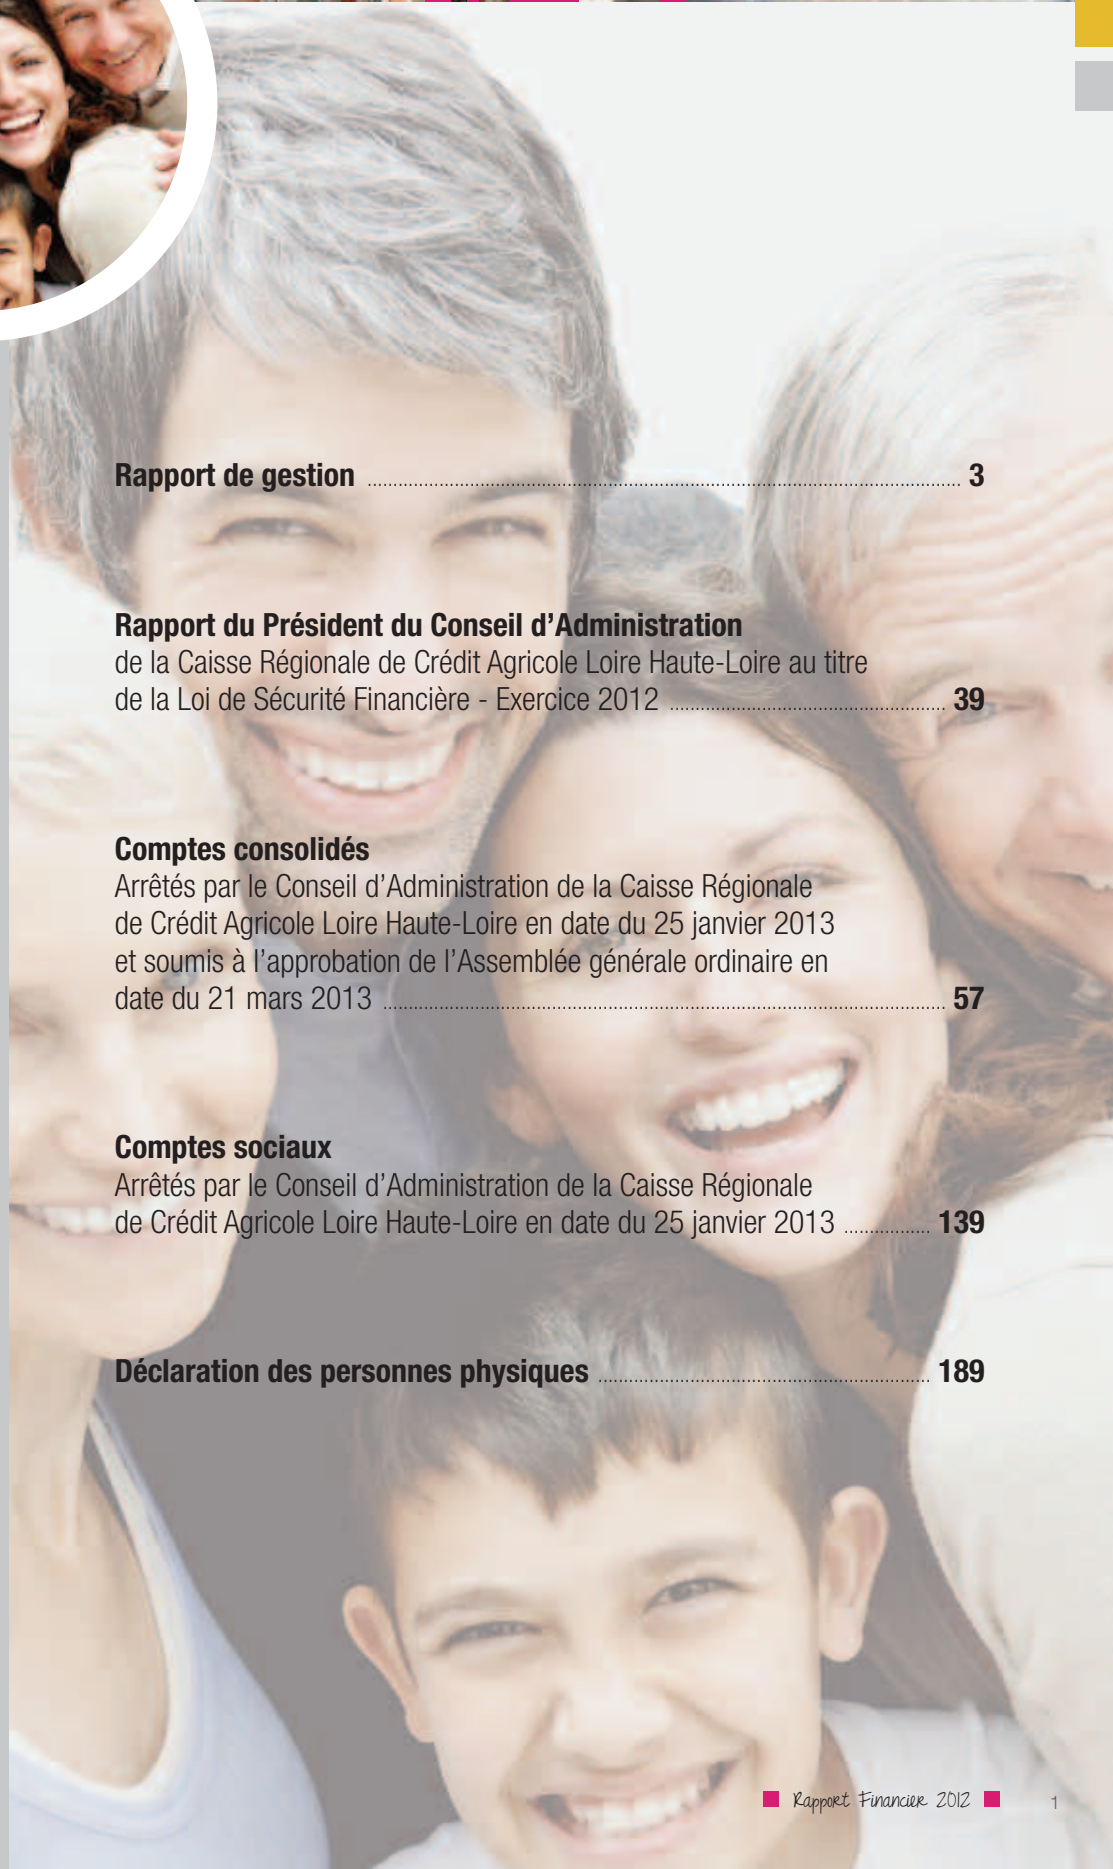 Rapport de gestion ........ 3
Rapport du Président du Conseil d’Administration
de la Caisse Régionale de Crédit Agricole Loire Haute-Loire au titre
de la Loi de Sécurité Financière - Exercice 2012 ........ 39
Comptes consolidés
Arrêtés par le Conseil d’Administration de la Caisse Régionale
de Crédit Agricole Loire Haute-Loire en date du 25 janvier 2013
et soumis à l’approbation de l’Assemblée générale ordinaire en
date du 21 mars 2013 ........ 57
Comptes sociaux
Arrêtés par le Conseil d’Administration de la Caisse Régionale
de Crédit Agricole Loire Haute-Loire en date du 25 janvier 2013 ........ 139
Déclaration des personnes physiques ........ 189
Rapport Financier 2012 1